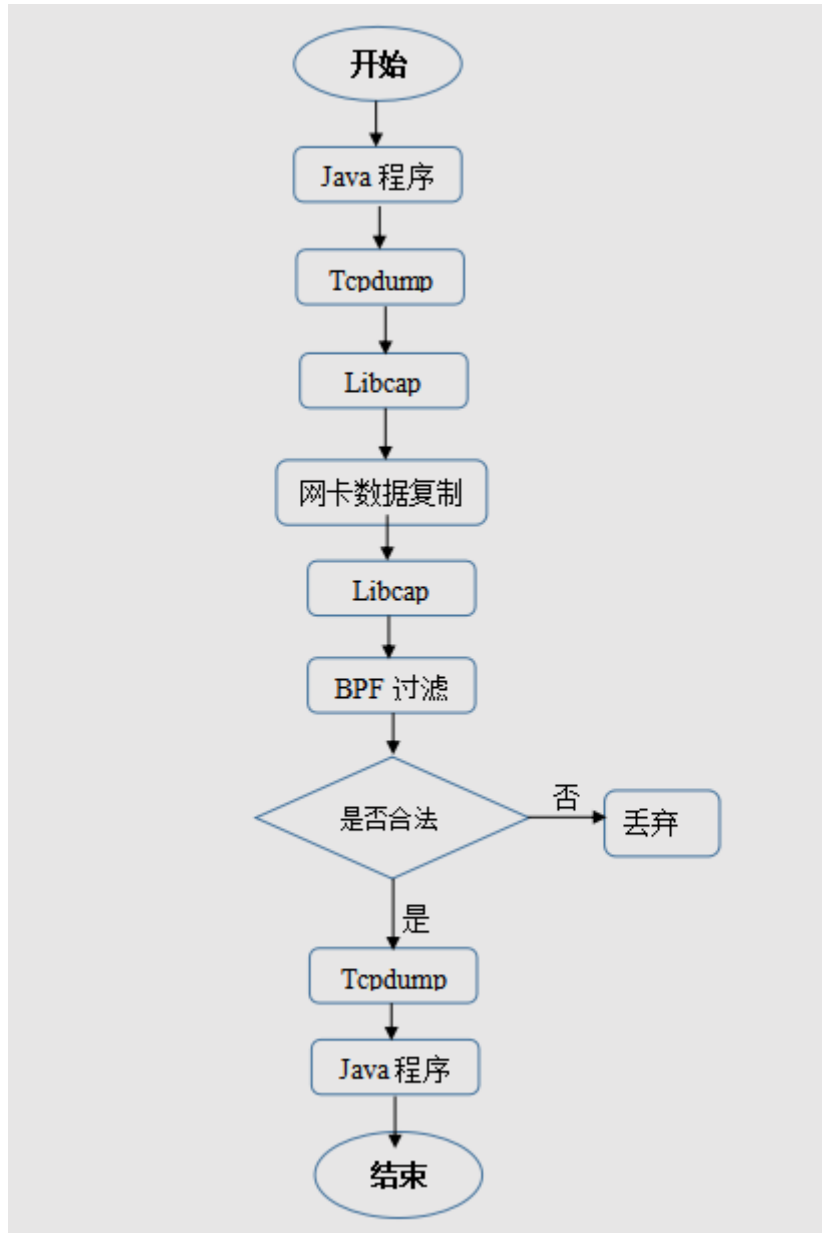 开始
Java 程序
Tcpdump
Libcap
网卡数据复制
Libcap
BPF 过滤
是否合法
否
丢弃
是
Tcpdump
Java 程序
结束